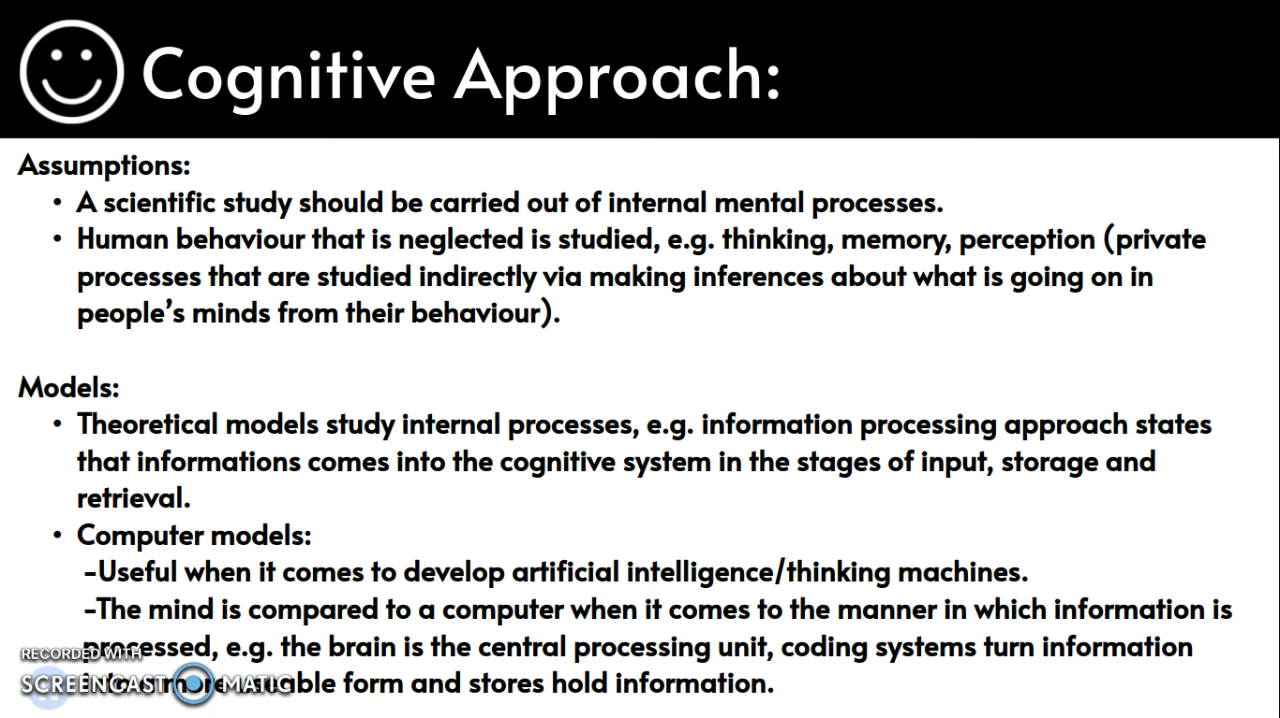 Cognitive Approach:
Assumptions:
• A scientific study should be carried out of internal mental processes.
• Human behaviour that is neglected is studied, e.g. thinking, memory, perception (private
processes that are studied indirectly via making inferences about what is going on in
people's minds from their behaviour).
Models:
• Theoretical models study internal processes, e.g. information processing approach states
that informations comes into the cognitive system in the stages of input, storage and
retrieval.
• Computer models:
-Useful when it comes to develop artificial intelligence/thinking machines.
-The mind is compared to a computer when it comes to the manner in which information is
processed, e.g. the brain is the central processing unit, coding systems turn information
more useable form and stores hold information.
RECORDED WITH
SCREENCAST MATIC